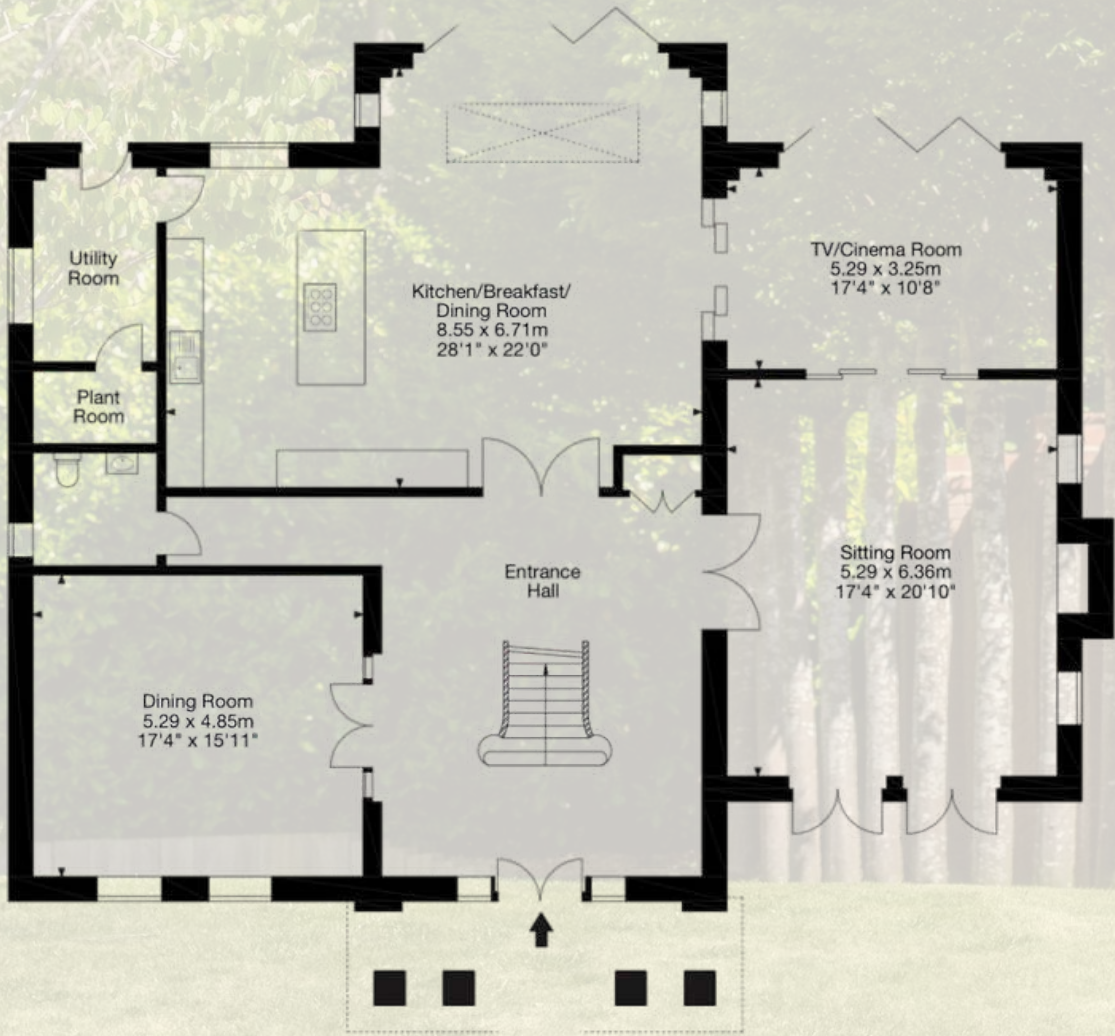 Utility
Room
Kitchen/Breakfast/
Dining Room
8.55 x 6.71m
28'1" x 22'0"
TV/Cinema Room
5.29 x 3.25m
17'4" x 10'8"
Plant
Room
Entrance
Hall
Sitting Room
5.29 x 6.36m
17'4" x 20'10"
Dining Room
5.29 x 4.85m
17'4" x 15'11"